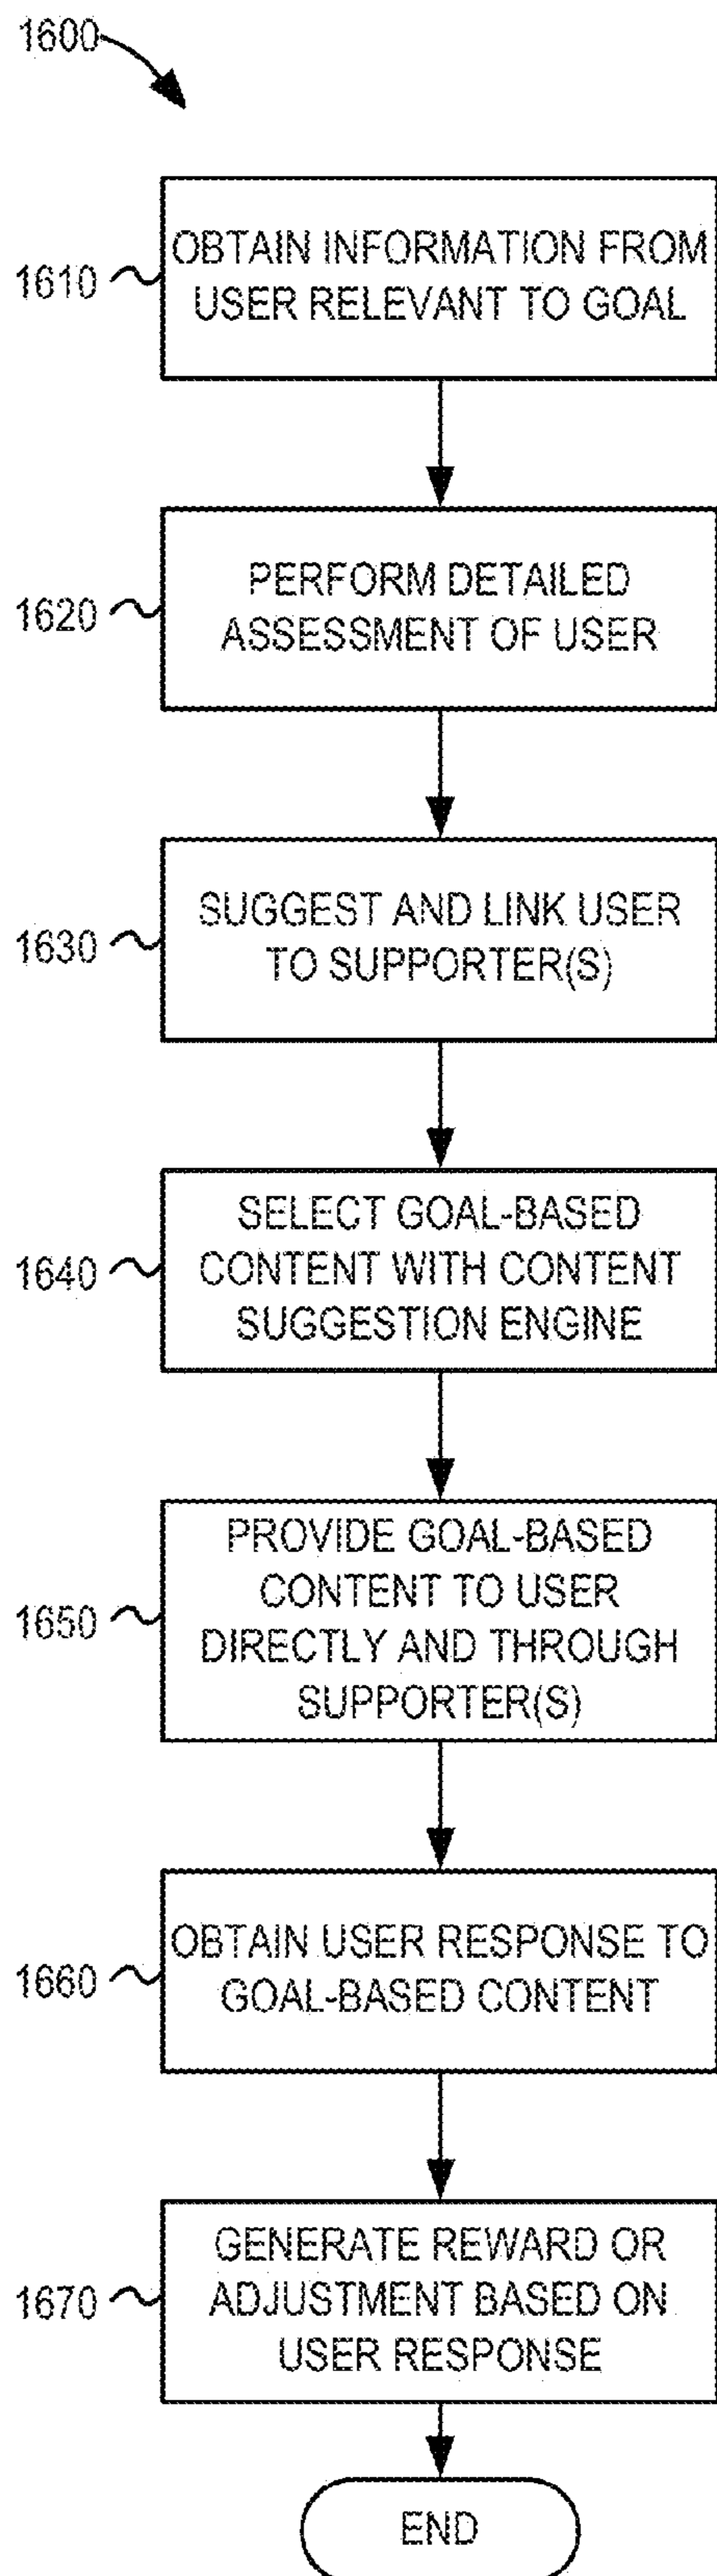 1600
OBTAIN INFORMATION FROM
1610
USER RELEVANT TO GOAL
PERFORM DETAILED
1620
ASSESSMENT OF USER
SUGGEST AND LINK USER
1630
TO SUPPORTER(S)
SELECT GOAL-BASED
1640
CONTENT WITH CONTENT
SUGGESTION ENGINE
PROVIDE GOAL-BASED
CONTENT TO USER
1650
DIRECTLY AND THROUGH
SUPPORTER(S)
OBTAIN USER RESPONSE TO
1660
GOAL-BASED CONTENT
GENERATE REWARD OR
1670
ADJUSTMENT BASED ON
USER RESPONSE
END